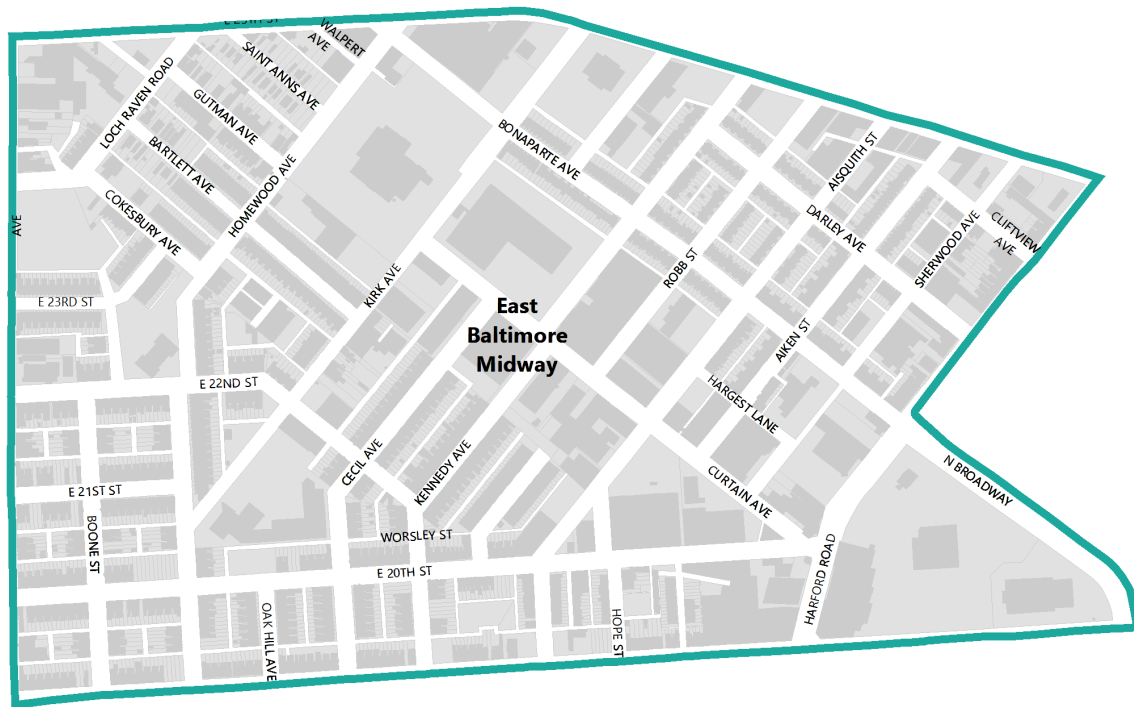 E 25TH ST
WALPERT
AVE
SAINT ANNS AVE
LOCH RAVEN ROAD
GUTMAN AVE
BARTLETT AVE
HOMEWOOD AVE
COKESBURY AVE
AVE
BONAPARTE AVE
AISQUITH ST
DARLEY AVE
CLIFTVIEW
AVE
SHERWOOD AVE
ROBB ST
KIRK AVE
E 23RD ST
East
Baltimore
Midway
AIKEN ST
E 22ND ST
HARGEST LANE
CECIL AVE
KENNEDY AVE
CURTAIN AVE
N BROADWAY
E 21ST ST
BOONE ST
WORSLEY ST
E 20TH ST
HARFORD ROAD
OAK HILL AVE
HOPE ST